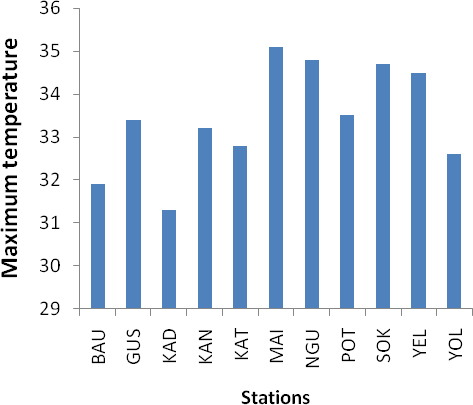 Maximum temperature
36
35
34
33
32
31
30
29
BAU GUS KAD KAN KAT MAI NGU POT SOK YEL YOL
Stations